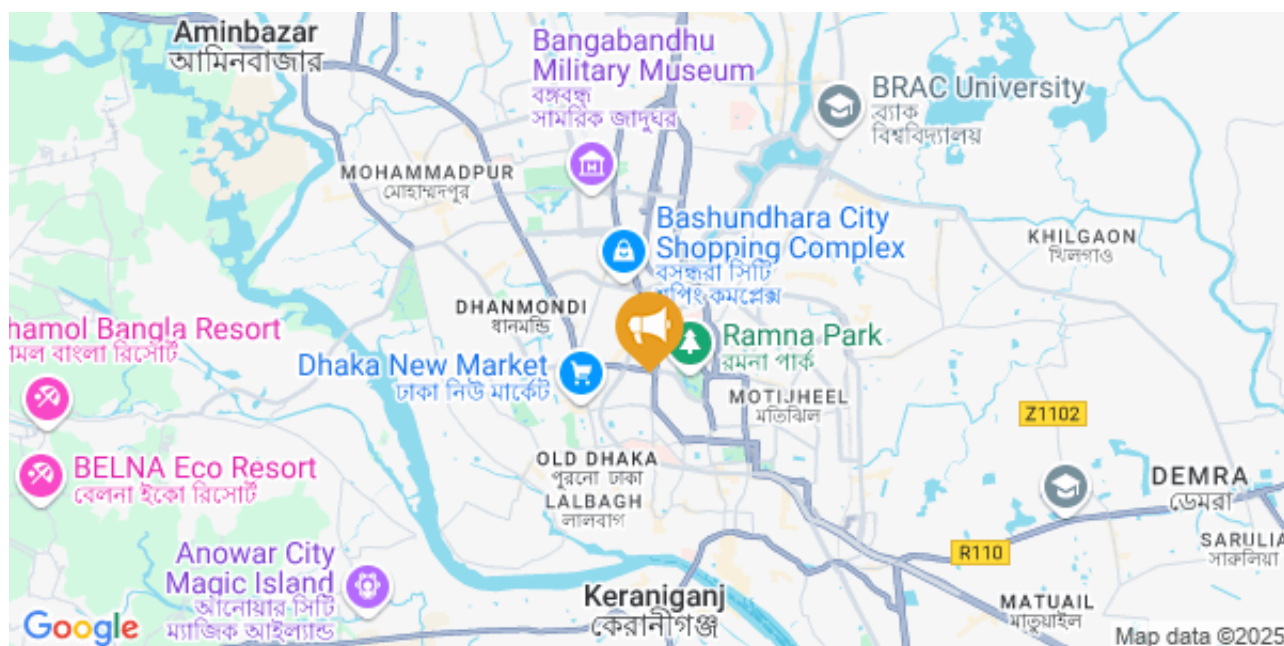 Aminbazar
আমিনবাজার
Bangabandhu
Military Museum
বঙ্গবন্ধু
সামরিক জাদুঘর
BRAC University
ব্র্যাক
বিশ্ববিদ্যালয়
MOHAMMADPUR
মোহাম্মদপুর
Bashundhara City
Shopping Complex
বসুন্ধরা সিটি
শপিং কমপ্লেক্স
KHILGAON
খিলগাও
DHANMONDI
ধানমন্ডি
hamol Bangla Resort
ামল বাংলা রিসোর্ট
Ramna Park
রমনা পার্ক
Dhaka New Market
ঢাকা নিউ মার্কেট
MOTIJHEEL
মতিঝিল
Z1102
BELNA Eco Resort
বেলনা ইকো রিসোর্ট
OLD DHAKA
পুরনো ঢাকা
LALBAGH
লালবাগ
DEMRA
ডেমরা
R110
SARULIA
সারুলিয়া
Anowar City
Magic Island
আনোয়ার সিটি
ম্যাজিক আইল্যান্ড
Keraniganj
কেরানীগঞ্জ
MATUAIL
মাতুয়াইল
Google
Map data ©2025